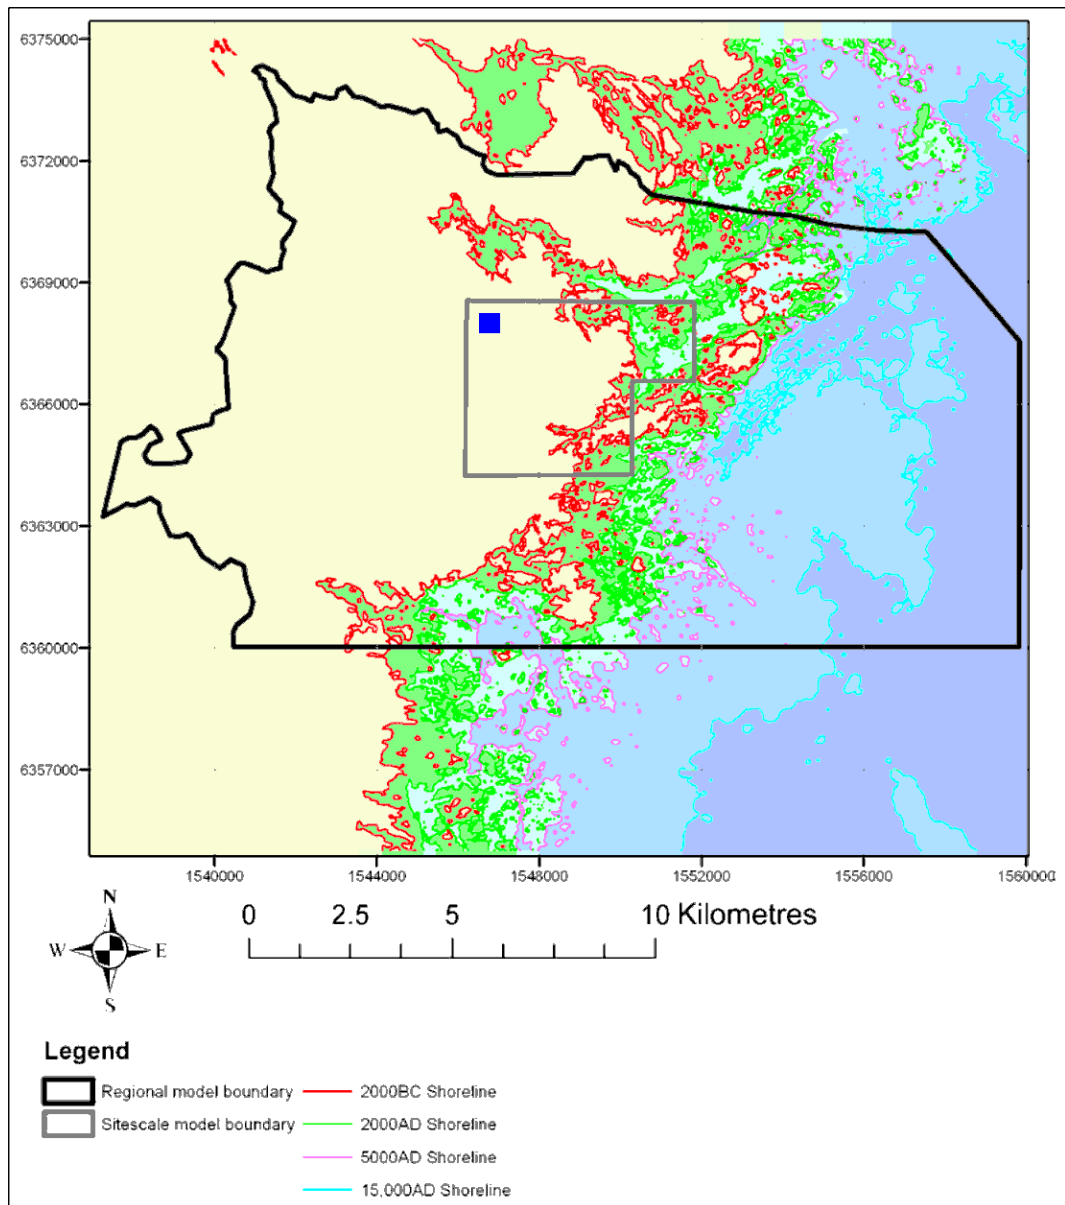 6375000
6372000
6369000
6366000
6363000
6360000
6357000
1540000 1544000 1548000 1552000 1556000 1560000
N
W E
S
0 2.5 5 10 Kilometres
Legend
Regional model boundary
Sitescale model boundary
2000BC Shoreline
2000AD Shoreline
5000AD Shoreline
15,000AD Shoreline